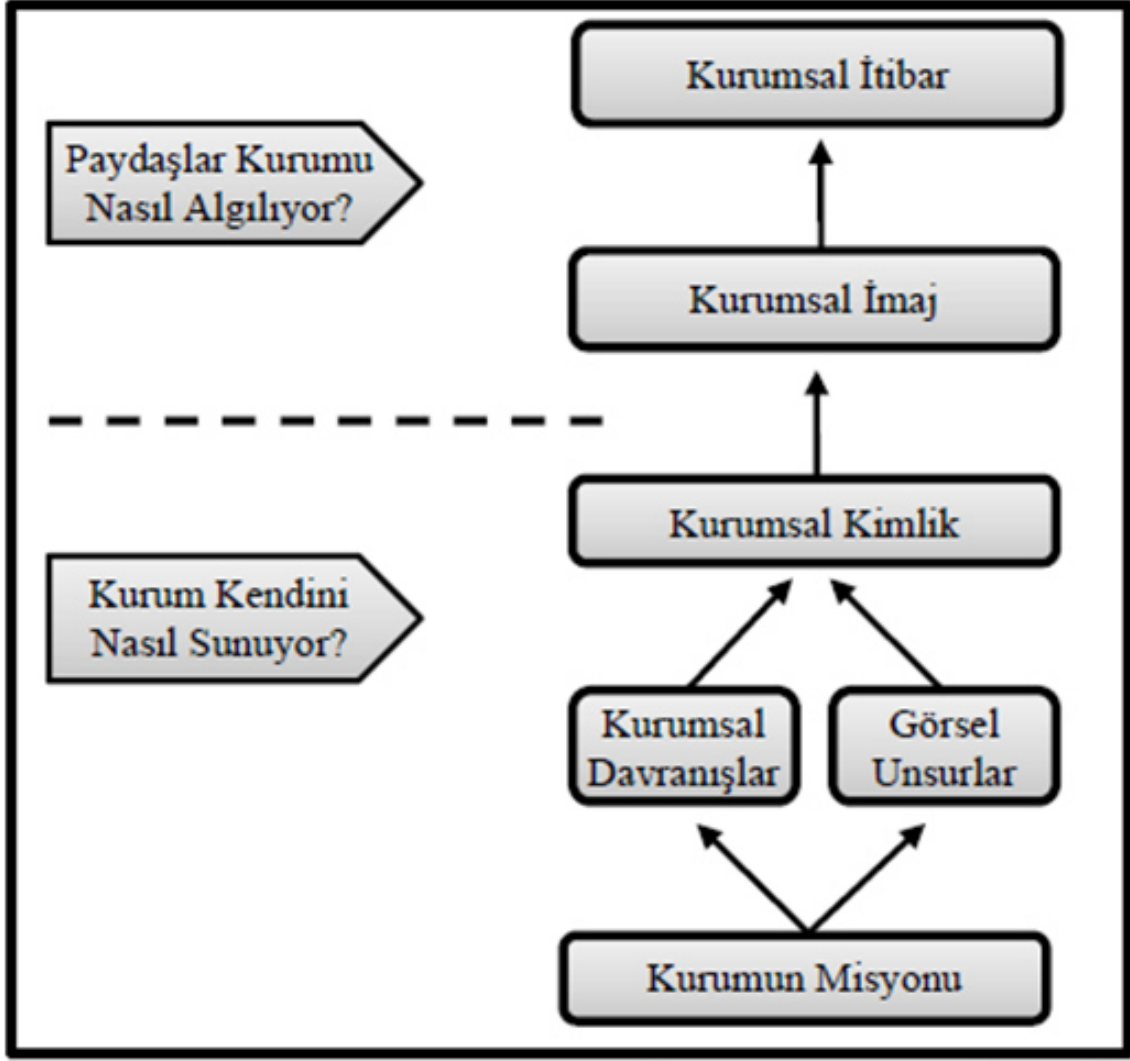 Kurumsal İtibar
Paydaşlar Kurumu
Nasıl Algılıyor?
Kurumsal İmaj
Kurumsal Kimlik
Kurum Kendini
Nasıl Sunuyor?
Kurumsal
Davranışlar
Görsel
Unsurlar
Kurumun Misyonu